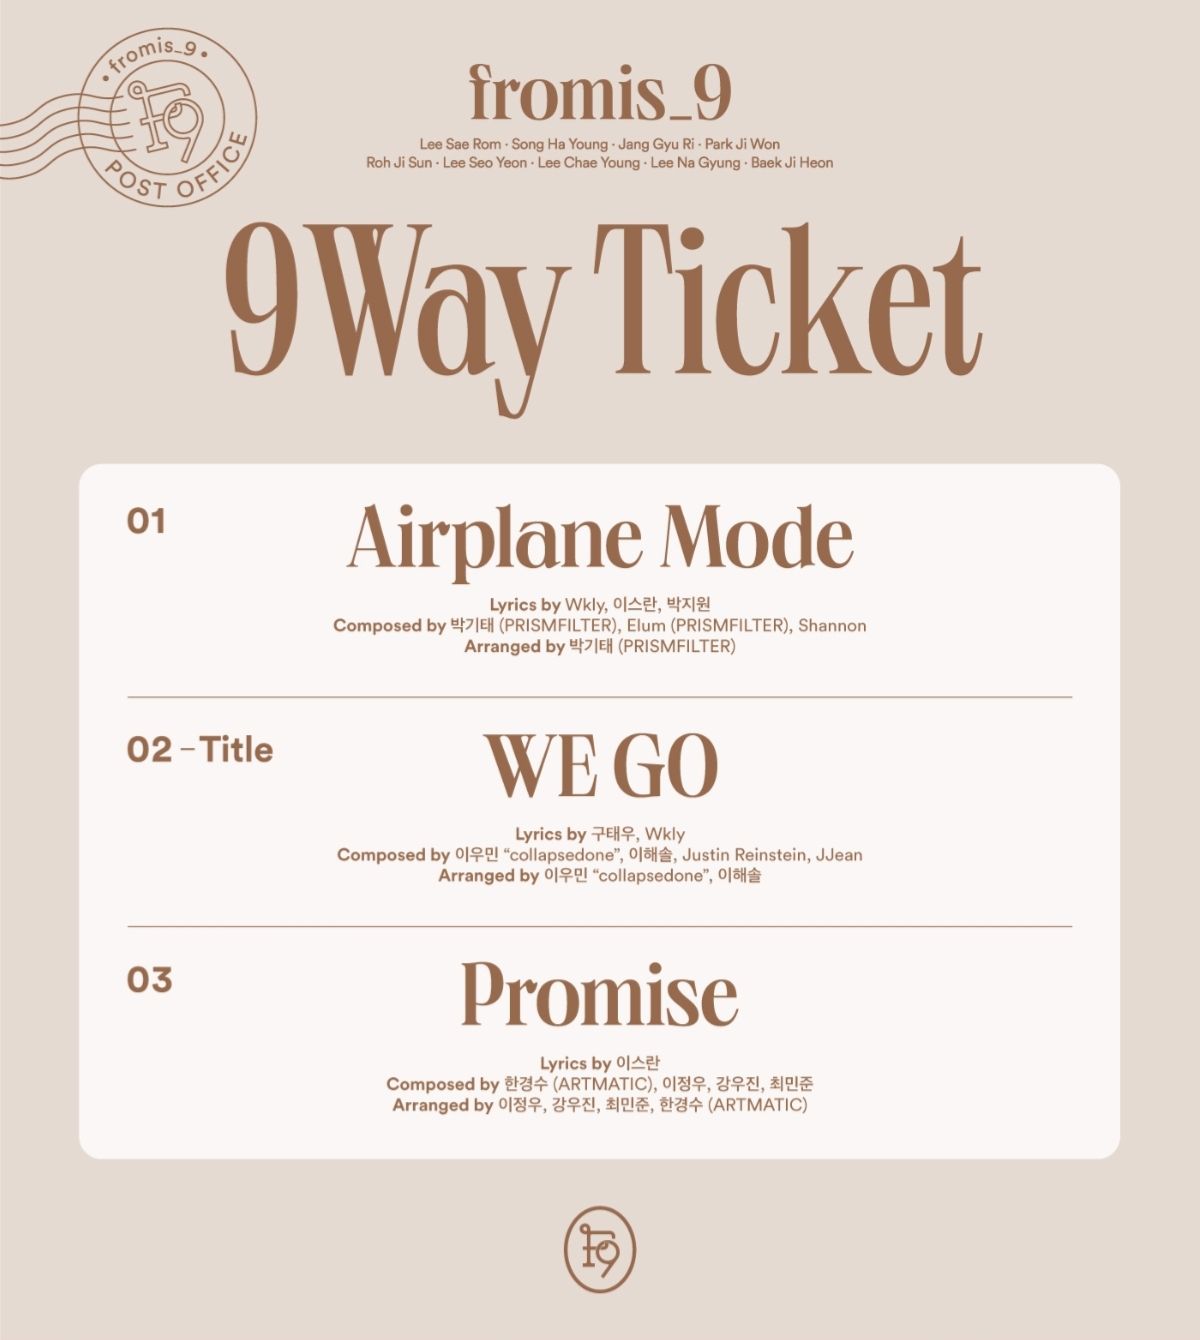 • fromis_9 •
F9
POST OFFICE
fromis_9
Lee Sae Rom · Song Ha Young · Jang Gyu Ri · Park Ji Won
Roh Ji Sun · Lee Seo Yeon · Lee Chae Young · Lee Na Gyung · Baek Ji Heon
9 Way Ticket
01
Airplane Mode
Lyrics by Wkly, 이스란, 박지원
Composed by 박기태 (PRISMFILTER), Elum (PRISMFILTER), Shannon
Arranged by 박기태 (PRISMFILTER)
02 – Title
WE GO
Lyrics by 구태우, Wkly
Composed by 이우민 “collapsedone”, 이해솔, Justin Reinstein, JJean
Arranged by 이우민 “collapsedone”, 이해솔
03
Promise
Lyrics by 이스란
Composed by 한경수 (ARTMATIC), 이정우, 강우진, 최민준
Arranged by 이정우, 강우진, 최민준, 한경수 (ARTMATIC)
F9